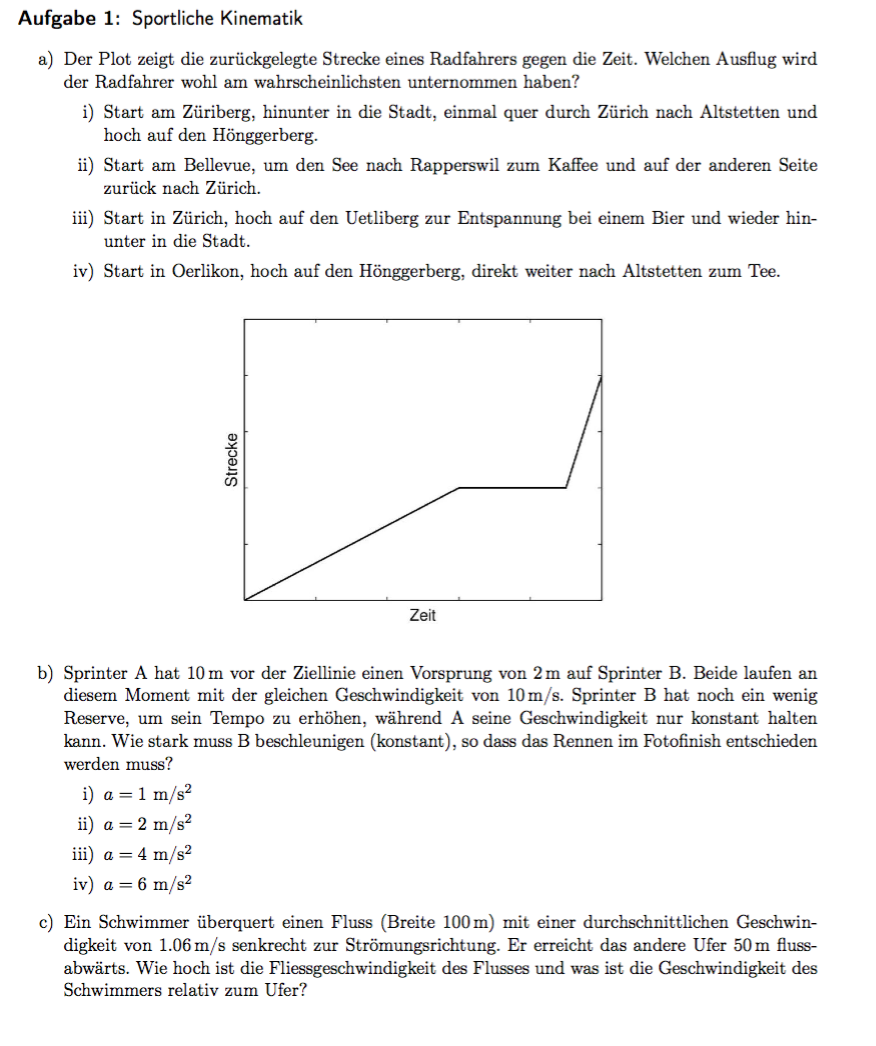 Aufgabe 1: Sportliche Kinematik
a) Der Plot zeigt die zurückgelegte Strecke eines Radfahrers gegen die Zeit. Welchen Ausflug wird
der Radfahrer wohl am wahrscheinlichsten unternommen haben?
i) Start am Züriberg, hinunter in die Stadt, einmal quer durch Zürich nach Altstetten und
hoch auf den Hönggerberg.
ii) Start am Bellevue, um den See nach Rapperswil zum Kaffee und auf der anderen Seite
zurück nach Zürich.
iii) Start in Zürich, hoch auf den Uetliberg zur Entspannung bei einem Bier und wieder hin-
unter in die Stadt.
iv) Start in Oerlikon, hoch auf den Hönggerberg, direkt weiter nach Altstetten zum Tee.
Strecke
Zeit
b) Sprinter A hat 10 m vor der Ziellinie einen Vorsprung von 2 m auf Sprinter B. Beide laufen an
diesem Moment mit der gleichen Geschwindigkeit von 10 m/s. Sprinter B hat noch ein wenig
Reserve, um sein Tempo zu erhöhen, während A seine Geschwindigkeit nur konstant halten
kann. Wie stark muss B beschleunigen (konstant), so dass das Rennen im Fotofinish entschieden
werden muss?
i) a = 1 m/s²
ii) a = 2 m/s²
iii) a = 4 m/s²
iv) a = 6 m/s²
c) Ein Schwimmer überquert einen Fluss (Breite 100 m) mit einer durchschnittlichen Geschwin-
digkeit von 1.06 m/s senkrecht zur Strömungsrichtung. Er erreicht das andere Ufer 50 m fluss-
abwärts. Wie hoch ist die Fliessgeschwindigkeit des Flusses und was ist die Geschwindigkeit des
Schwimmers relativ zum Ufer?